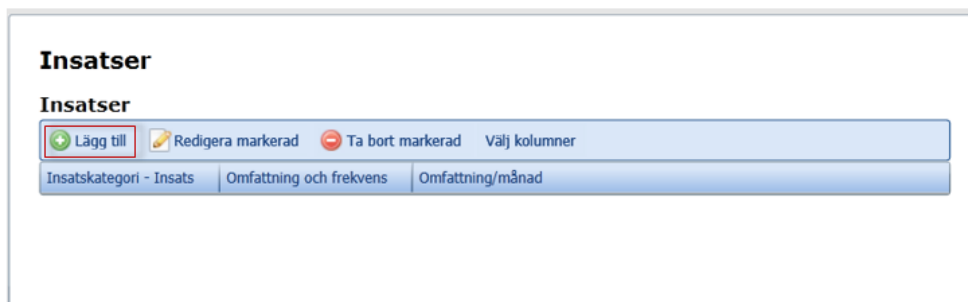 Insatser
Insatser
Lägg till Redigera markerad Ta bort markerad Välj kolumner
Insatskategori - Insats Omfattning och frekvens Omfattning/månad